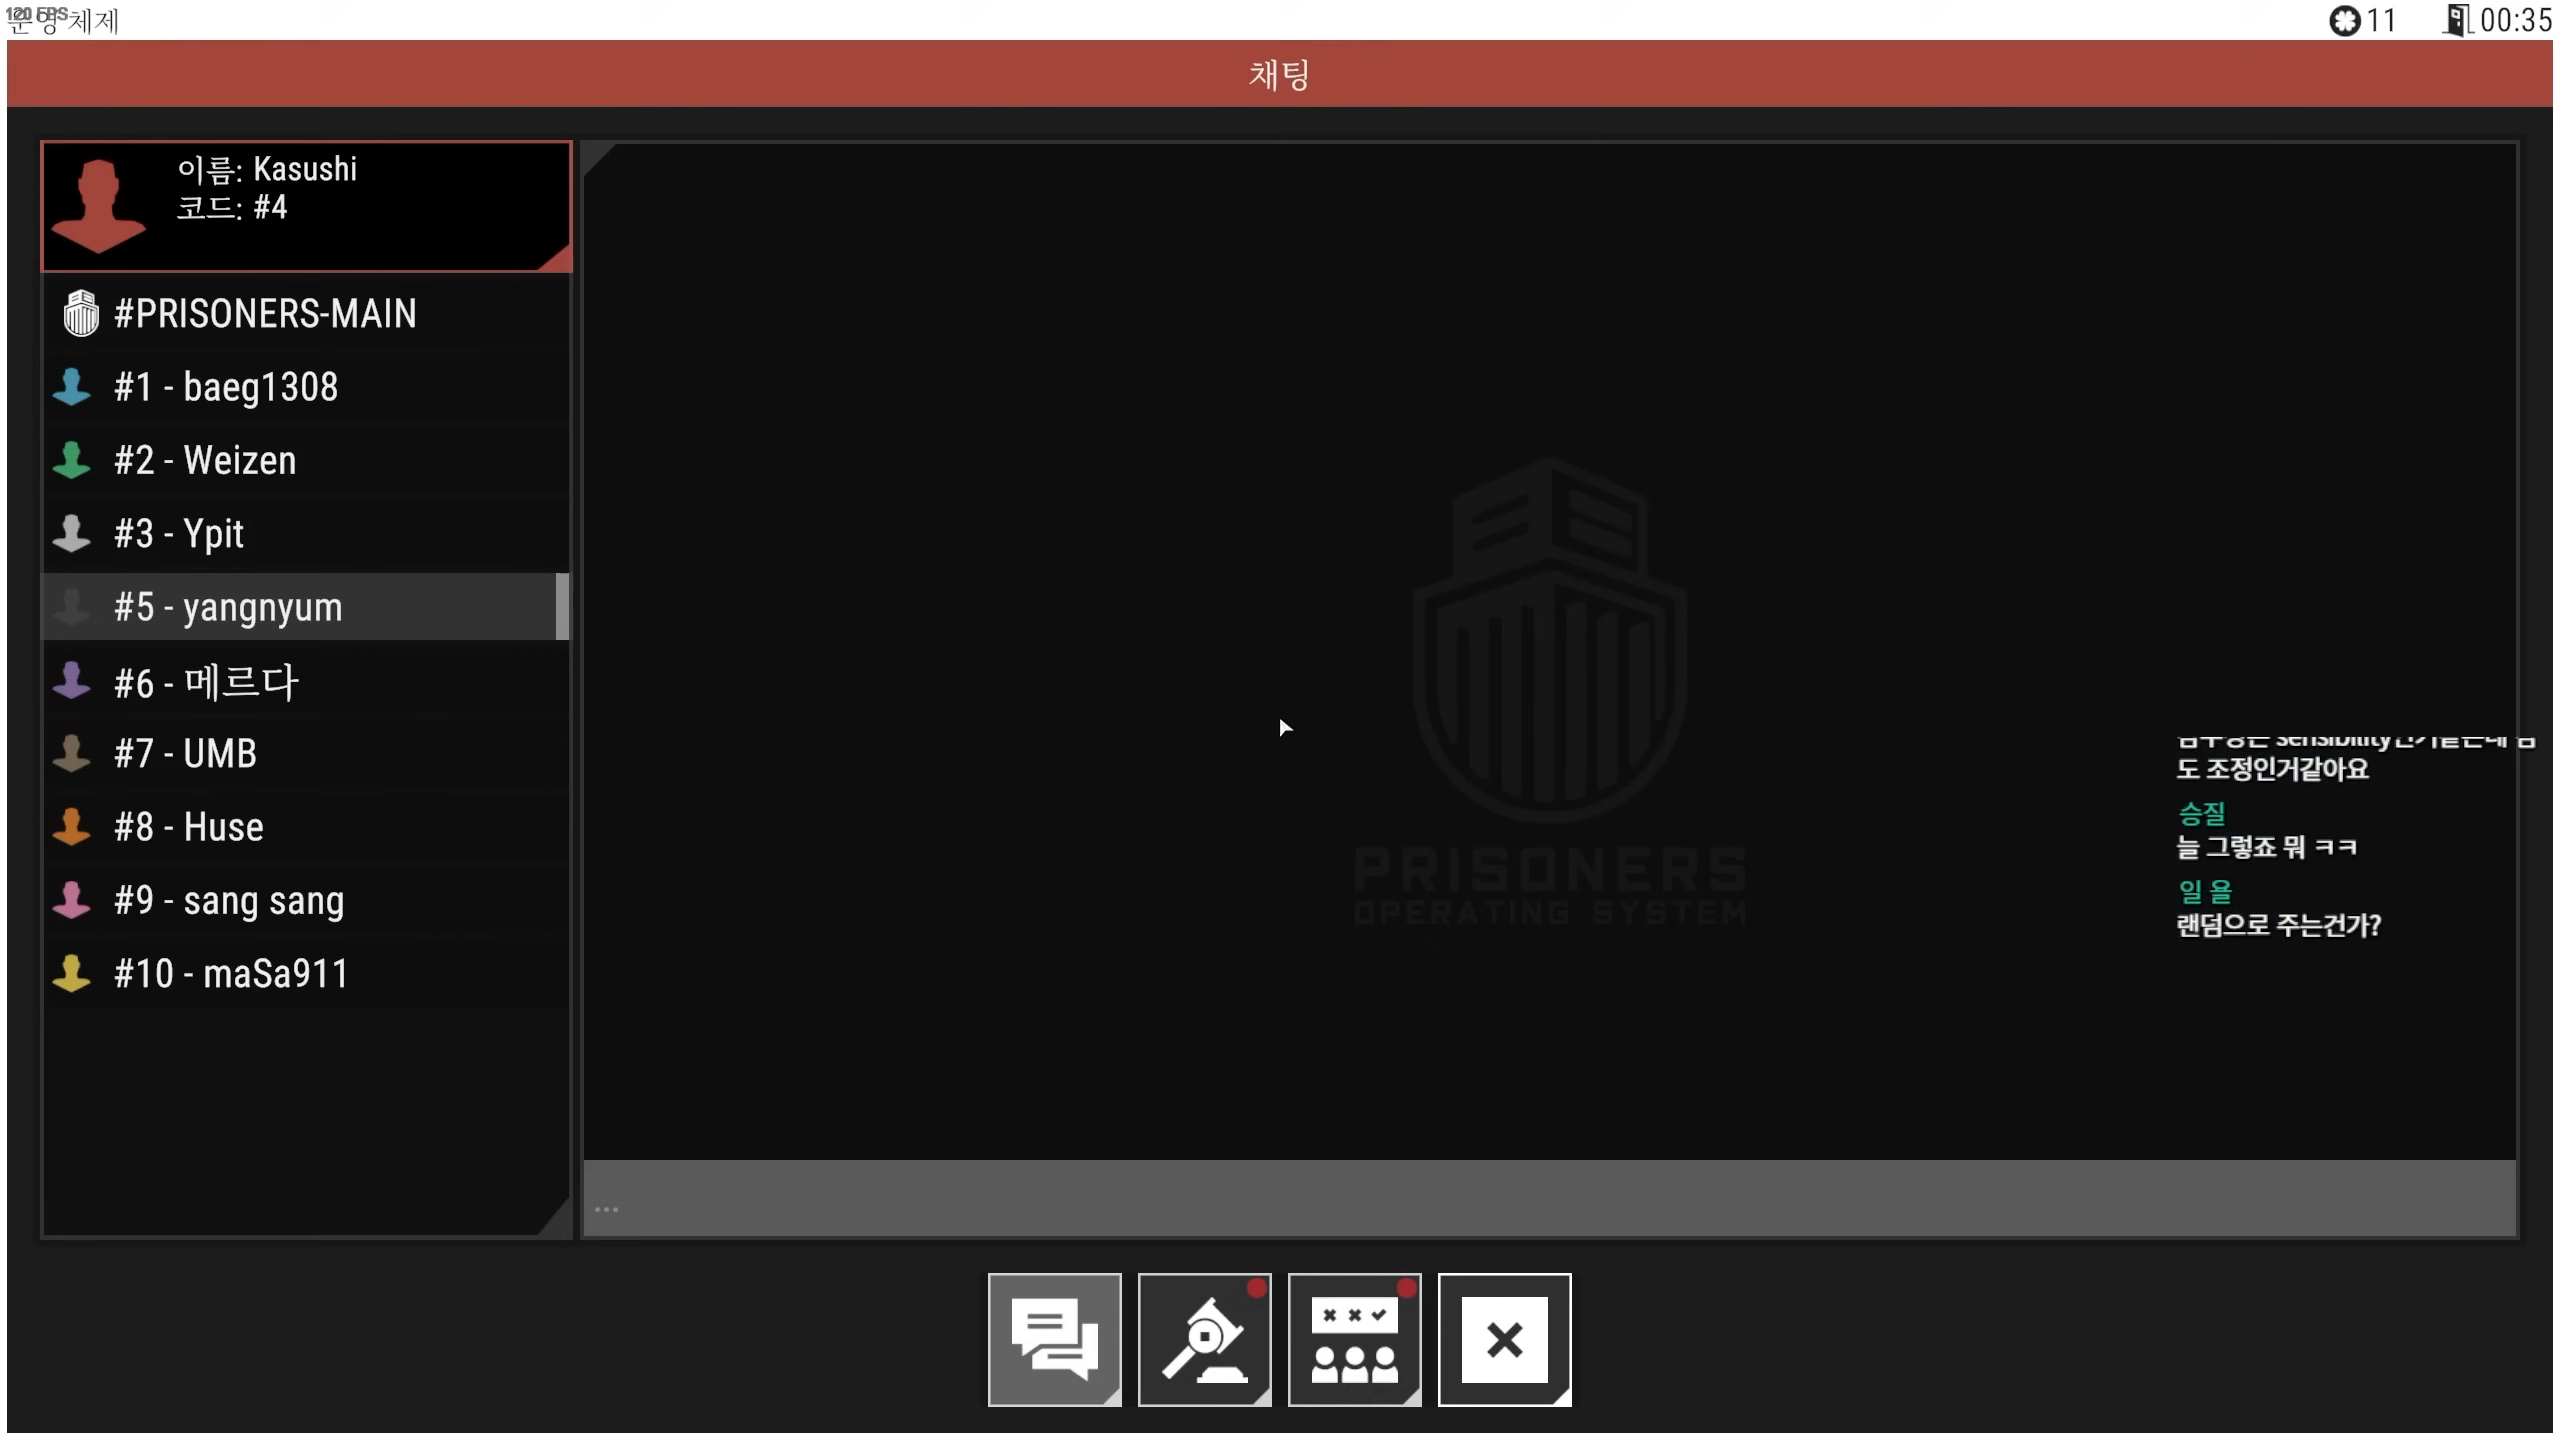 120 FPS
운영 체제
11
00:35
채팅
이름: Kasushi
코드: #4
#PRISONERS-MAIN
#1 - baeg1308
#2 - Weizen
#3 - Ypit
#5 - yangnyum
#6 - 메르다
#7 - UMB
#8 - Huse
#9 - sang sang
#10 - maSa911
PRISONERS
OPERATING SYSTEM
sensibility
도 조정인거같아요
승질
늘 그렇죠 뭐 ㅋㅋ
일 욜
랜덤으로 주는건가?
...